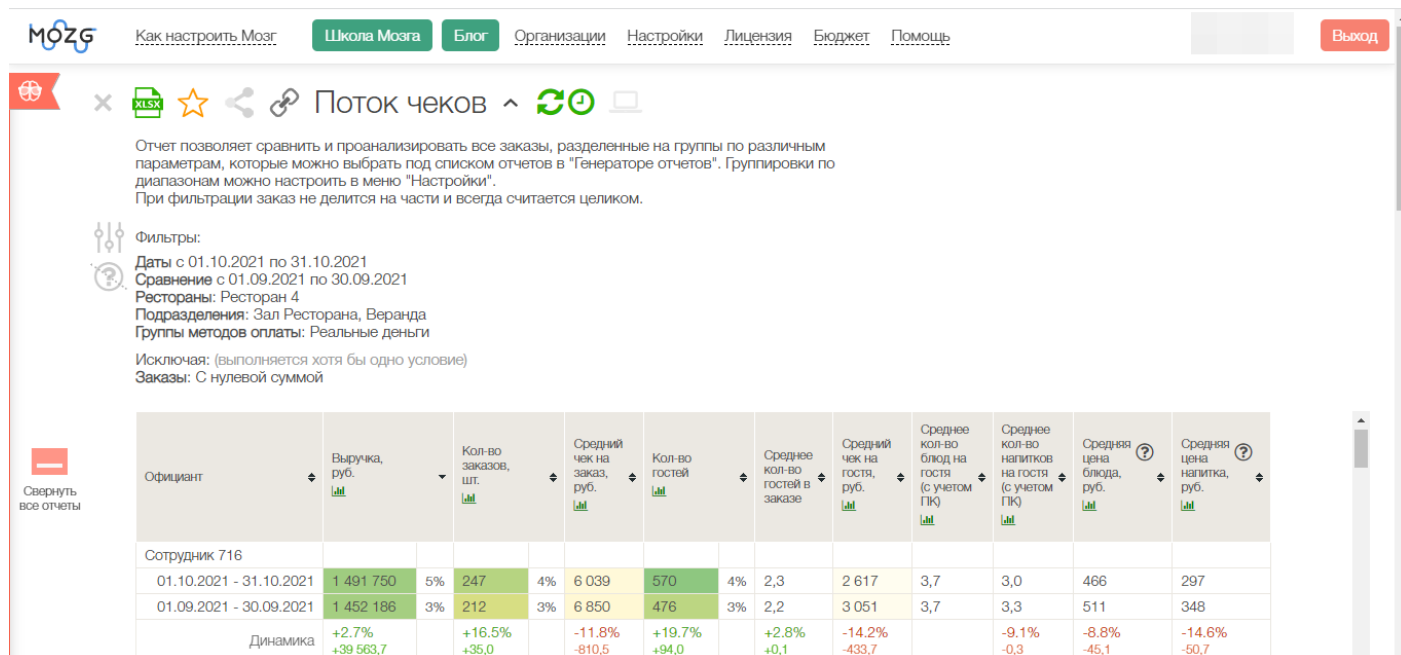 MOZG Как настроить Мозг Школа Мозга Блог Организации Настройки Лицензия Бюджет Помощь Выход
XLSX Поток чеков
Отчет позволяет сравнить и проанализировать все заказы, разделенные на группы по различным
параметрам, которые можно выбрать под списком отчетов в "Генераторе отчетов". Группировки по
диапазонам можно настроить в меню "Настройки".
При фильтрации заказ не делится на части и всегда считается целиком.
Фильтры:
Даты с 01.10.2021 по 31.10.2021
Сравнение с 01.09.2021 по 30.09.2021
Рестораны: Ресторан 4
Подразделения: Зал Ресторана, Веранда
Группы методов оплаты: Реальные деньги
Исключая: (выполняется хотя бы одно условие)
Заказы: С нулевой суммой
Свернуть
все отчеты
Официант
Выручка,
руб.
Кол-во
заказов,
шт.
Средний
чек на
заказ,
руб.
Кол-во
гостей
Среднее
кол-во
гостей в
заказе
Средний
чек на
гостя,
руб.
Среднее
кол-во
блюд на
гостя
(с учетом
ПК)
Среднее
кол-во
напитков
на гостя
(с учетом
ПК)
Средняя
цена
блюда,
руб.
Средняя
цена
напитка,
руб.
Сотрудник 716
01.10.2021 - 31.10.2021 1 491 750 5% 247 4% 6 039 570 4% 2,3 2 617 3,7 3,0 466 297
01.09.2021 - 30.09.2021 1 452 186 3% 212 3% 6 850 476 3% 2,2 3 051 3,7 3,3 511 348
Динамика +2.7% +16.5% -11.8% +19.7% +2.8% -14.2% -9.1% -8.8% -14.6%
+39 563,7 +35,0 -810,5 +94,0 +0,1 -433,7 -0,3 -45,1 -50,7